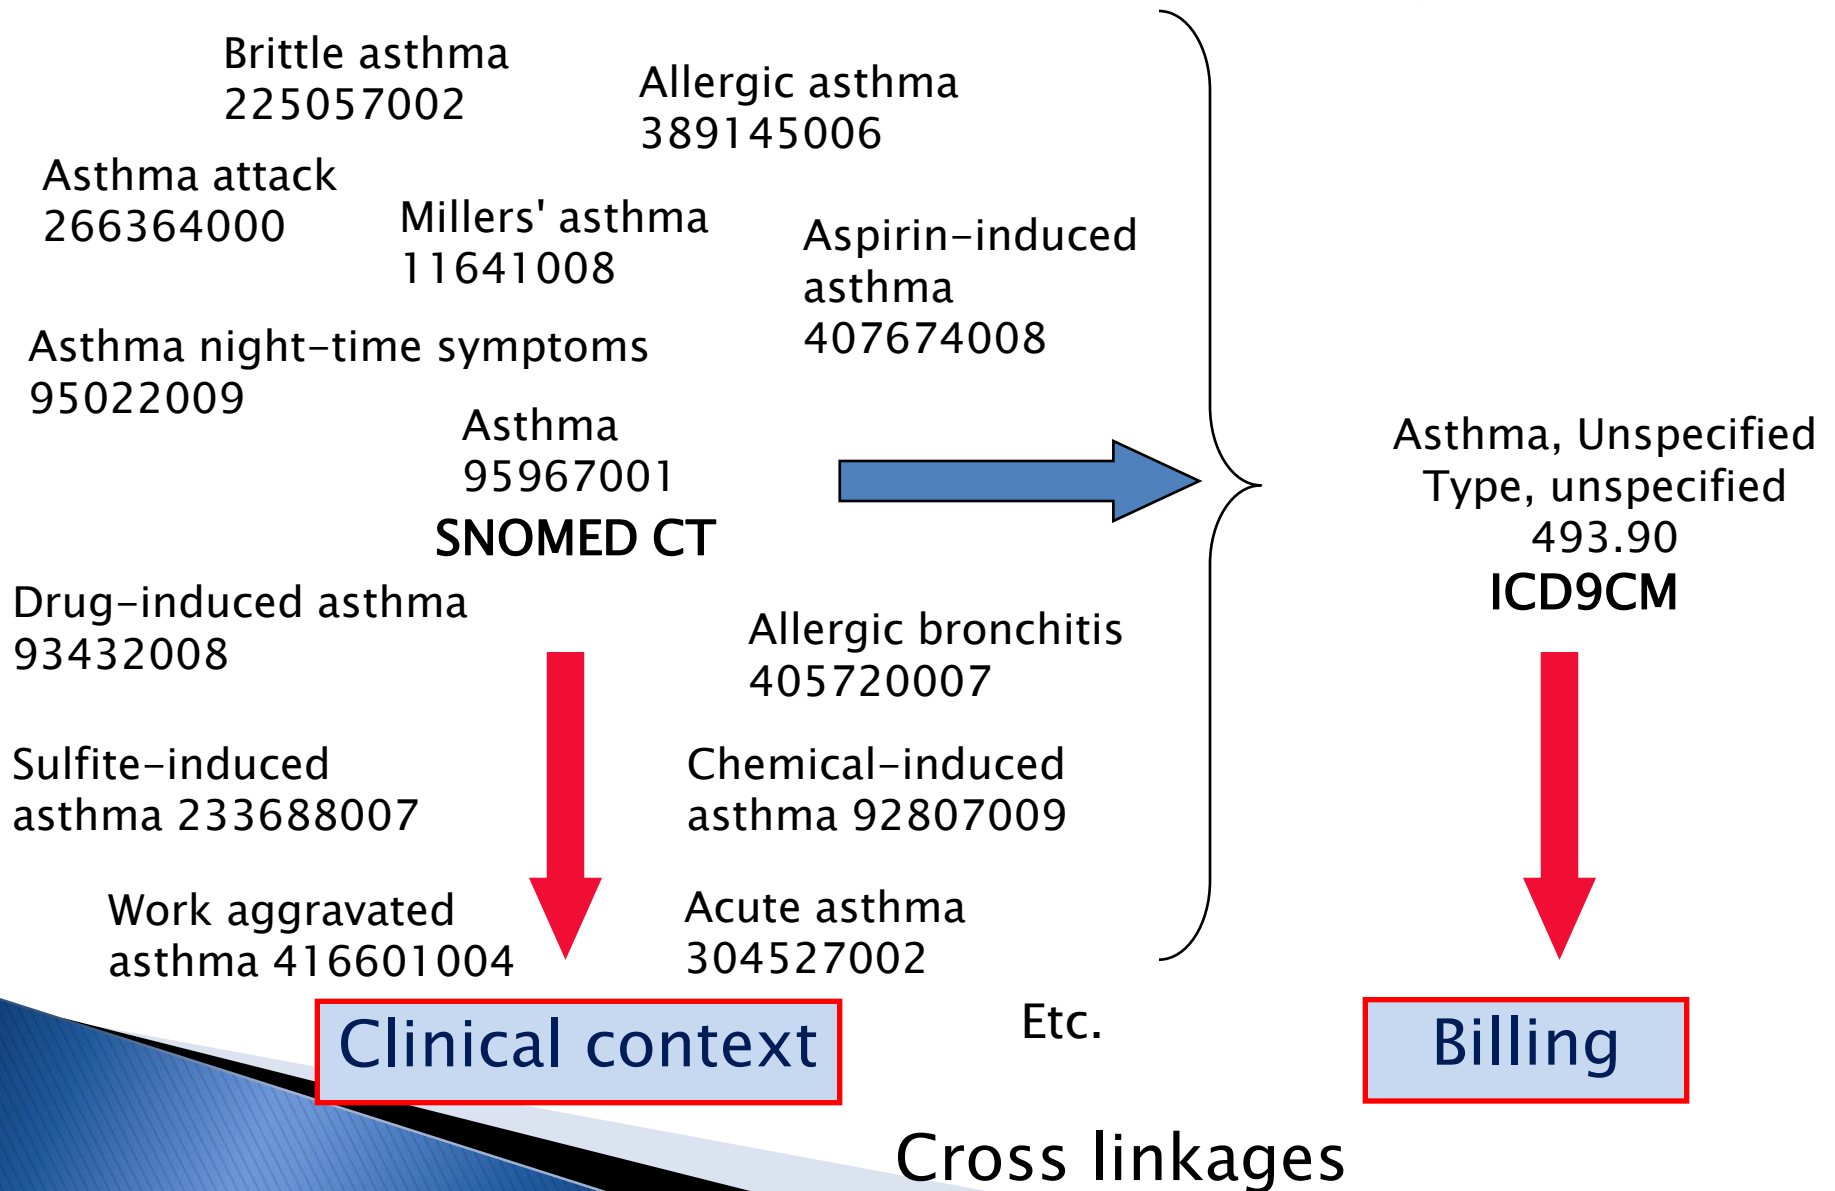 Brittle asthma
225057002
Allergic asthma
389145006
Asthma attack
266364000
Millers' asthma
11641008
Aspirin-induced
asthma
407674008
Asthma night-time symptoms
95022009
Asthma
95967001
SNOMED CT
Asthma, Unspecified
Type, unspecified
493.90
ICD9CM
Drug-induced asthma
93432008
Allergic bronchitis
405720007
Sulfite-induced
asthma 233688007
Chemical-induced
asthma 92807009
Work aggravated
asthma 416601004
Acute asthma
304527002
Etc.
Clinical context
Billing
Cross linkages